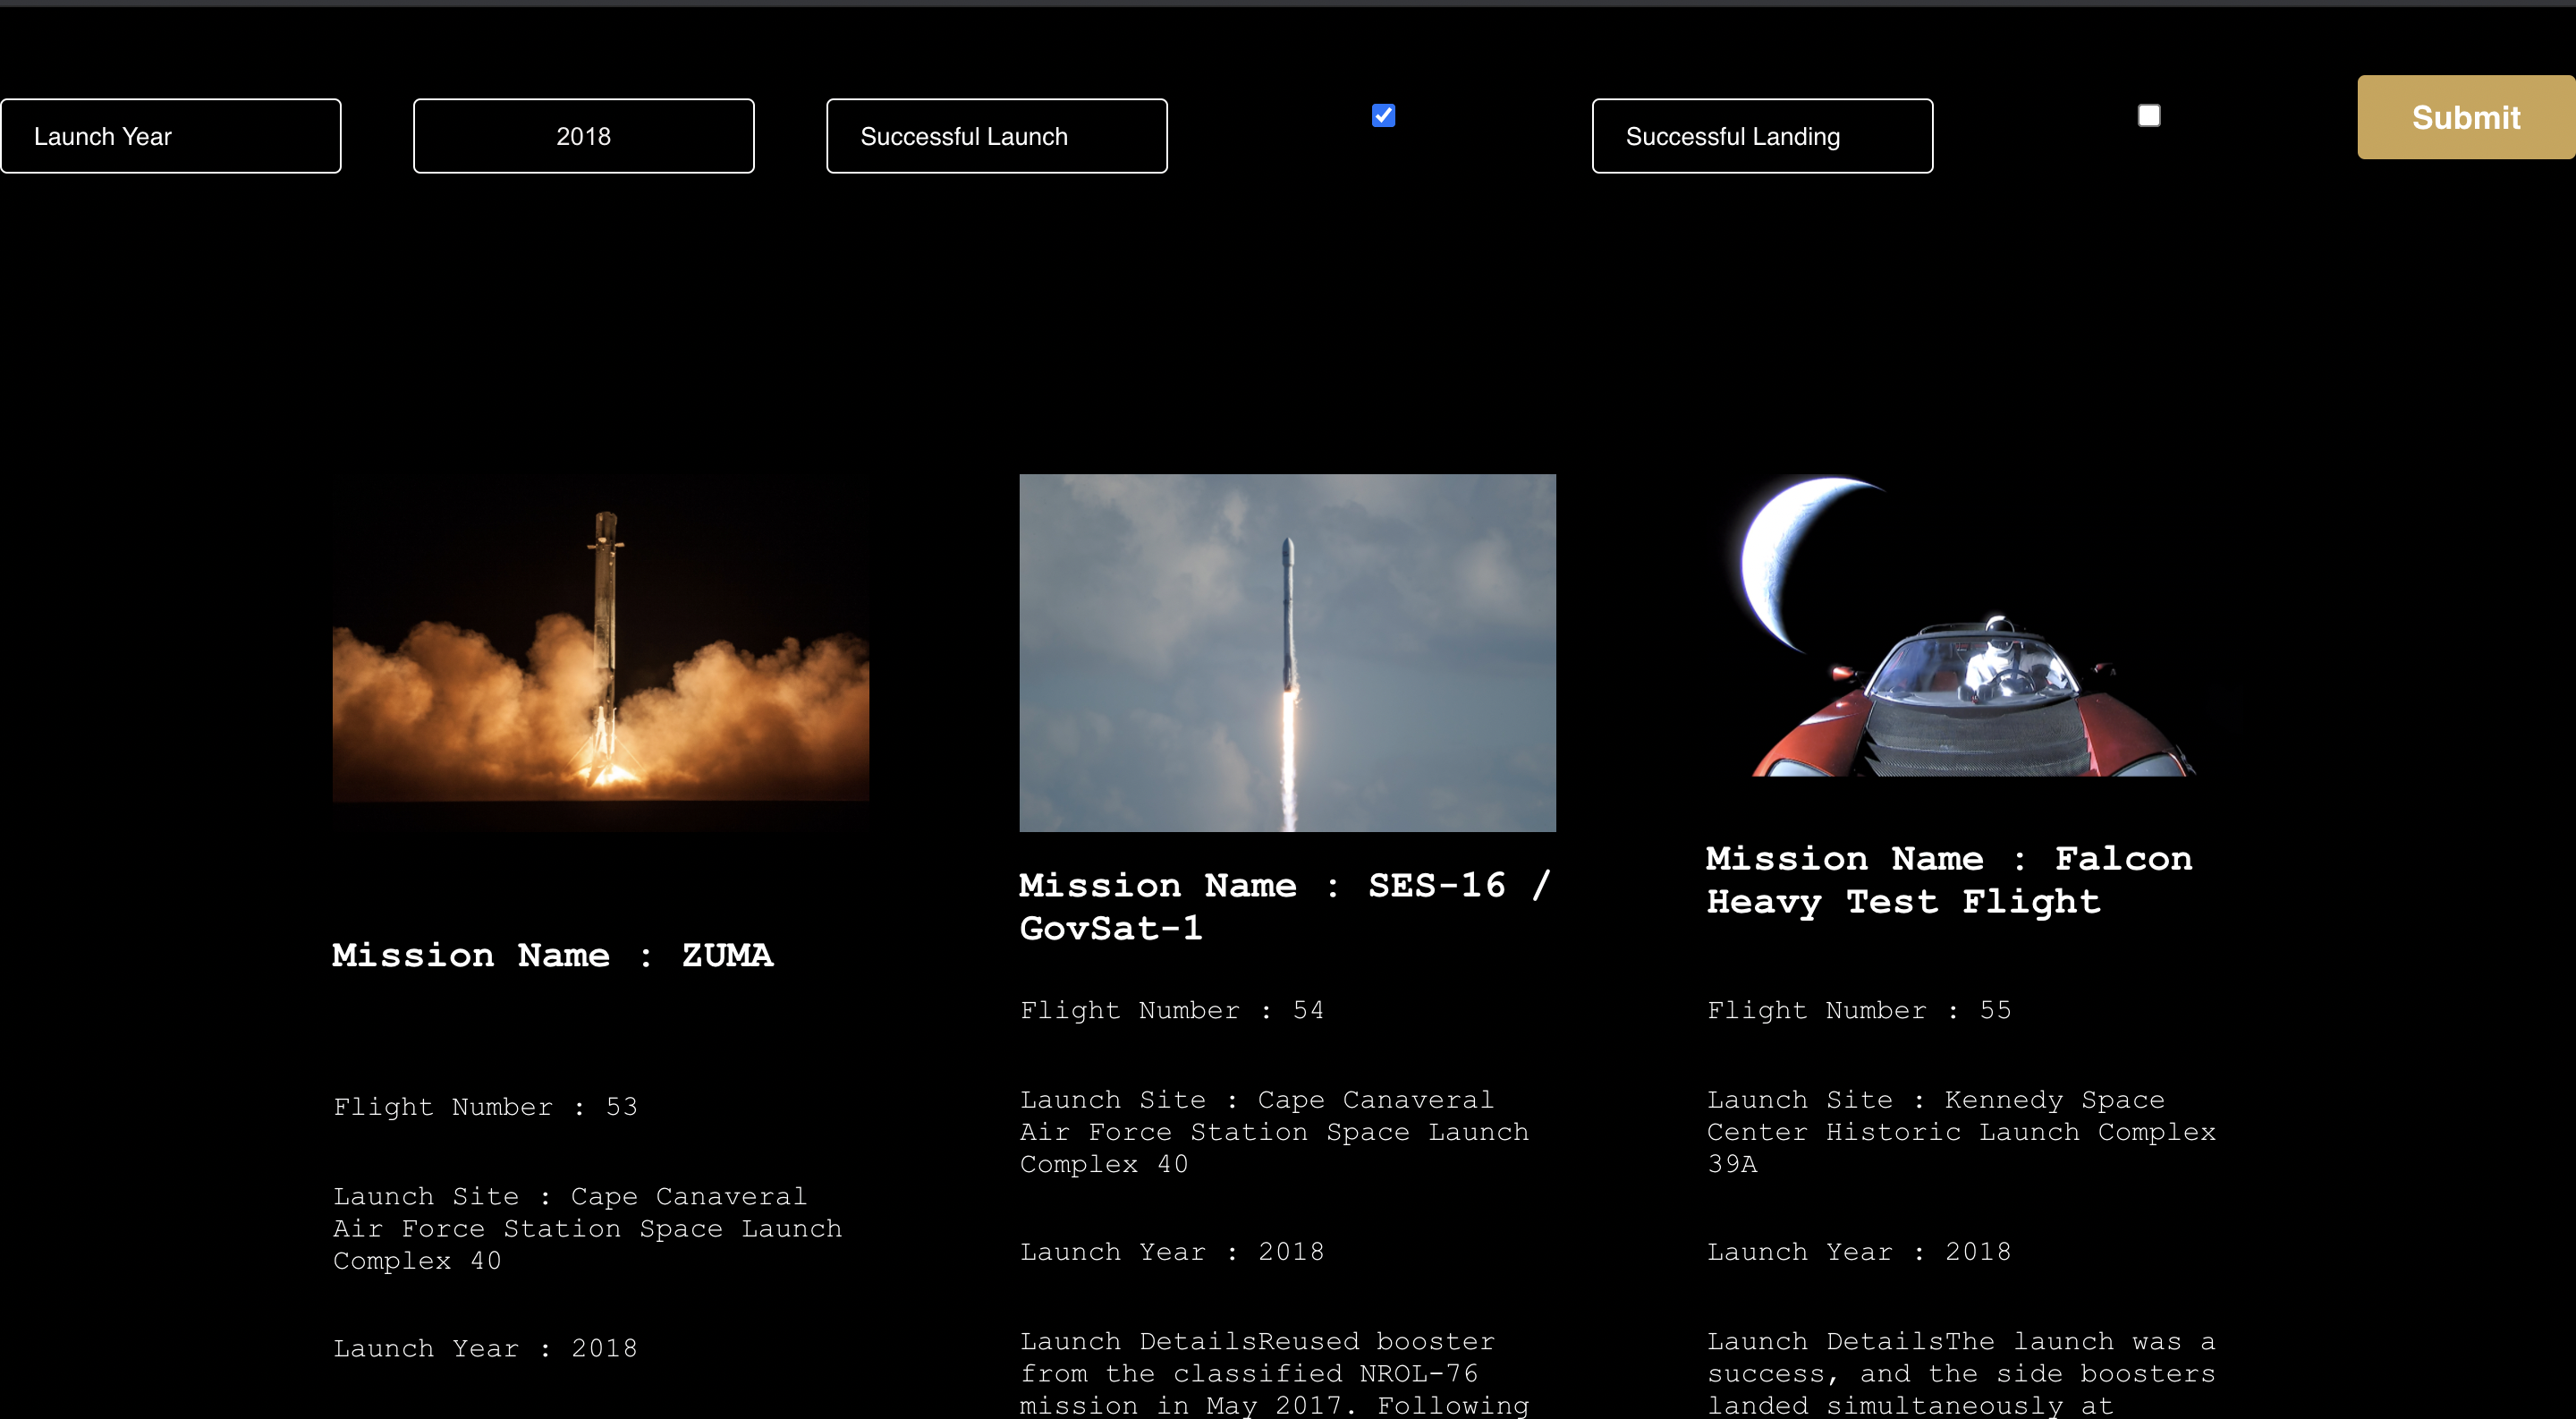 Launch Year
2018
Successful Launch
Successful Landing
Submit
Mission Name : ZUMA
Flight Number : 53
Launch Site : Cape Canaveral
Air Force Station Space Launch
Complex 40
Launch Year : 2018
Mission Name : SES-16 /
GovSat-1
Flight Number : 54
Launch Site : Cape Canaveral
Air Force Station Space Launch
Complex 40
Launch Year : 2018
Launch DetailsReused booster
from the classified NROL-76
mission in May 2017. Following
Mission Name : Falcon
Heavy Test Flight
Flight Number : 55
Launch Site : Kennedy Space
Center Historic Launch Complex
39A
Launch Year : 2018
Launch DetailsThe launch was a
success, and the side boosters
landed simultaneously at